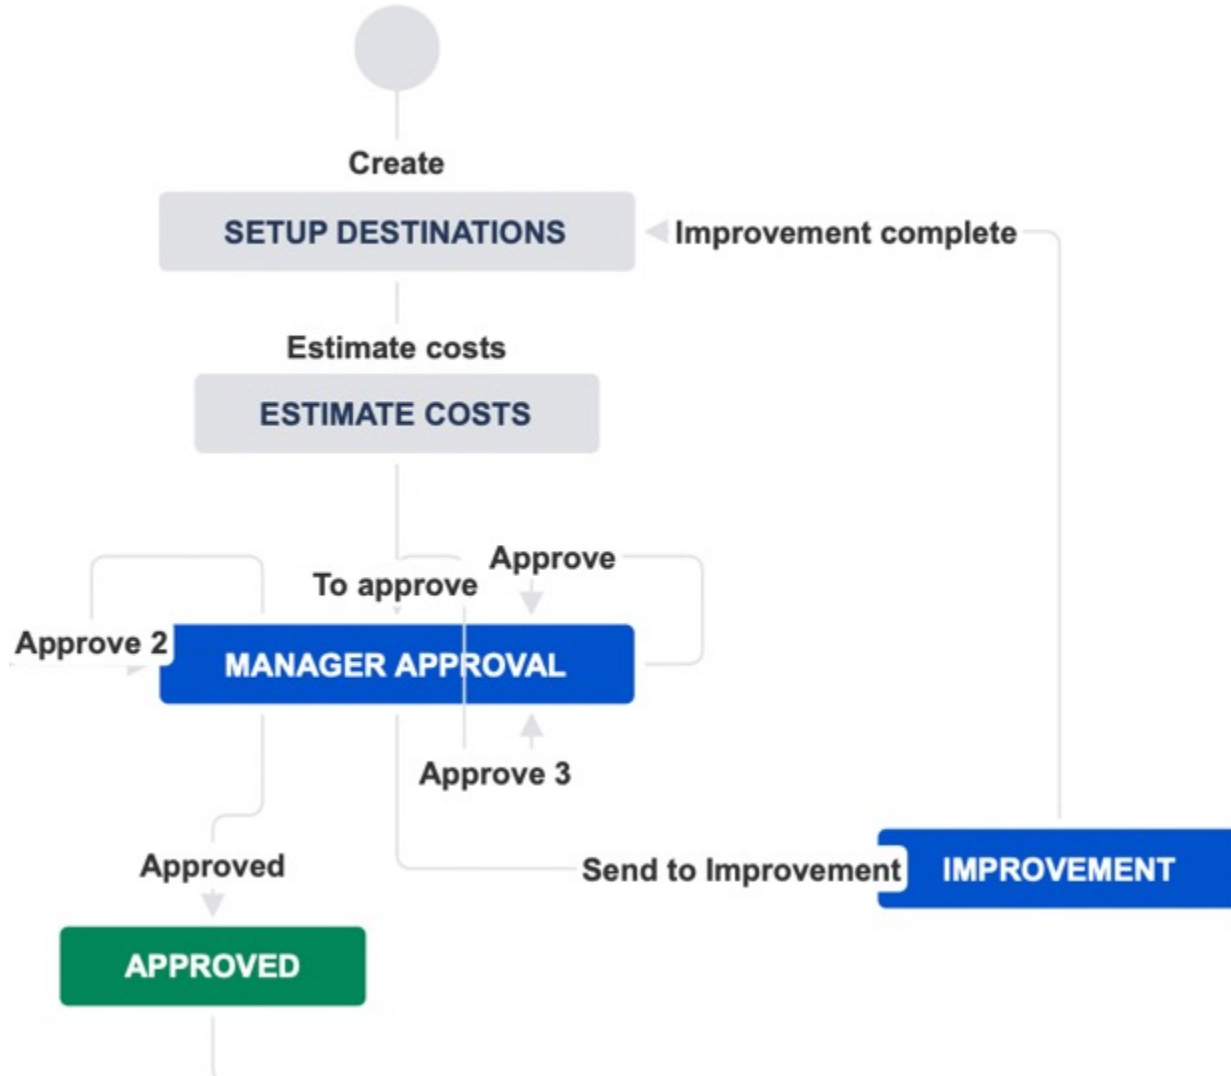 Create
SETUP DESTINATIONS
Improvement complete
Estimate costs
ESTIMATE COSTS
Approve
To approve
Approve 2
MANAGER APPROVAL
Approve 3
Approved
Send to Improvement
IMPROVEMENT
APPROVED